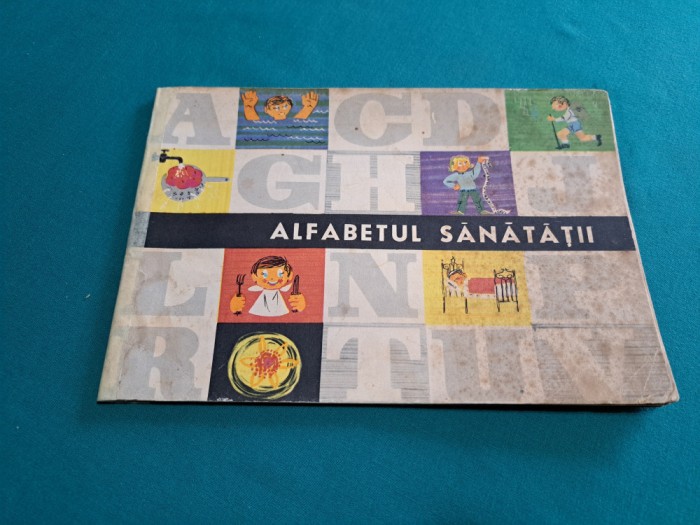 A C D
G H J
ALFABETUL SĂNĂTĂȚII
L N
R T U N